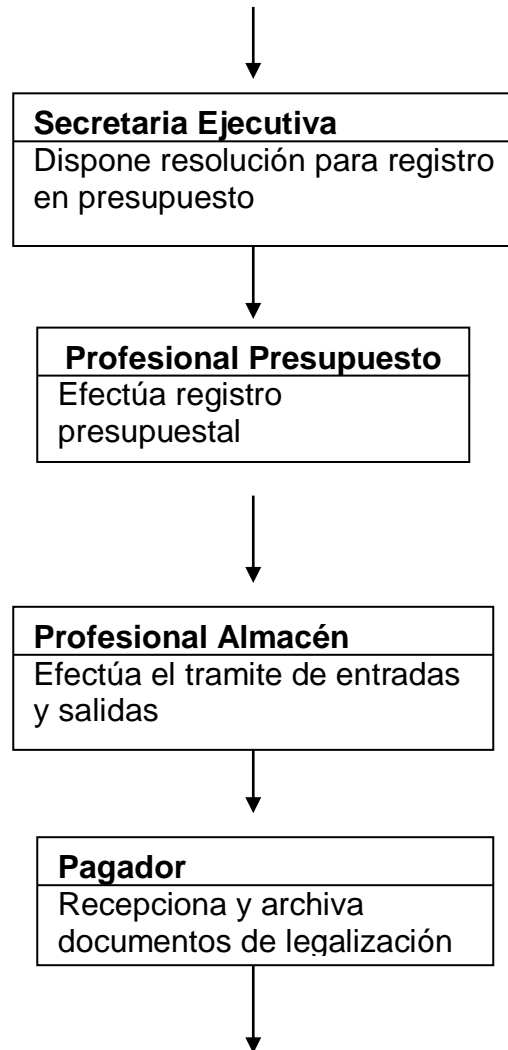 Secretaria Ejecutiva
Dispone resolución para registro
en presupuesto
Profesional Presupuesto
Efectúa registro
presupuestal
Profesional Almacén
Efectúa el tramite de entradas
y salidas
Pagador
Recepciona y archiva
documentos de legalización